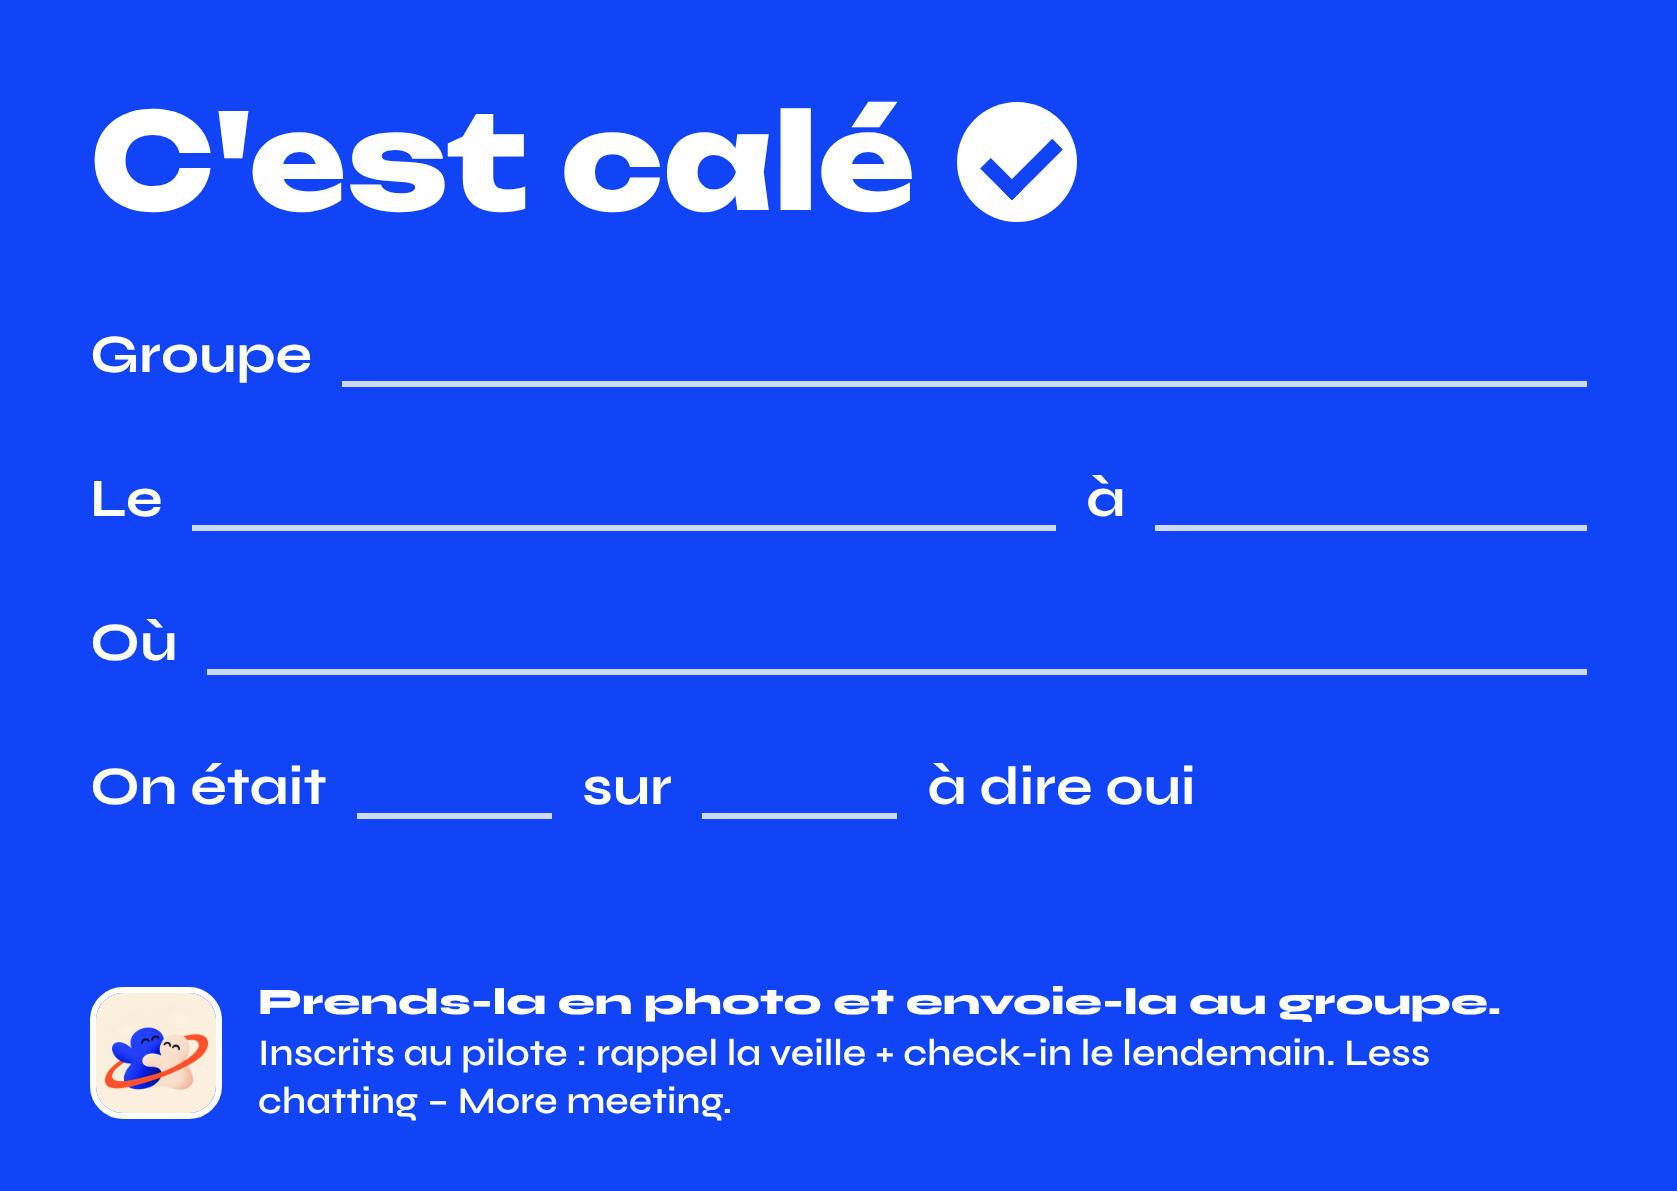 C'est calé
Groupe
Le à
Où
On était sur à dire oui
Prends-la en photo et envoie-la au groupe.
Inscrits au pilote : rappel la veille + check-in le lendemain. Less
chatting – More meeting.